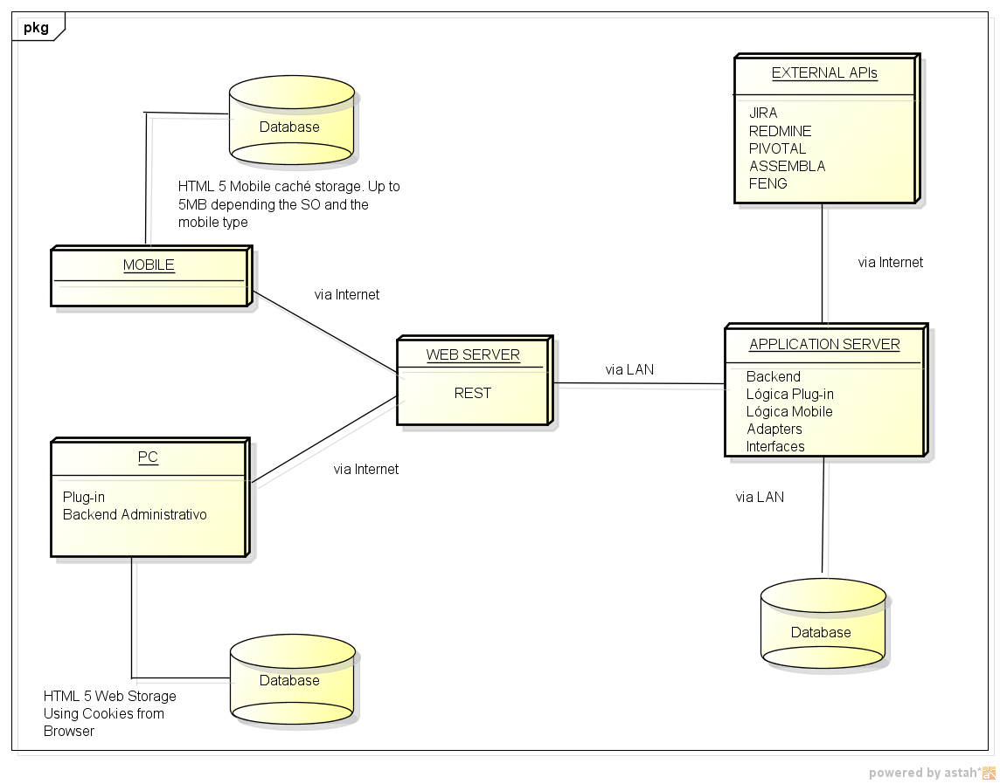 pkg
Database
HTML 5 Mobile caché storage. Up to
5MB depending the SO and the
mobile type
EXTERNAL APIs
JIRA
REDMINE
PIVOTAL
ASSEMBLA
FENG
via Internet
MOBILE
via Internet
WEB SERVER
REST
via LAN
APPLICATION SERVER
Backend
Lógica Plug-in
Lógica Mobile
Adapters
Interfaces
PC
Plug-in
Backend Administrativo
via Internet
via LAN
Database
Database
HTML 5 Web Storage
Using Cookies from
Browser
powered by astah*